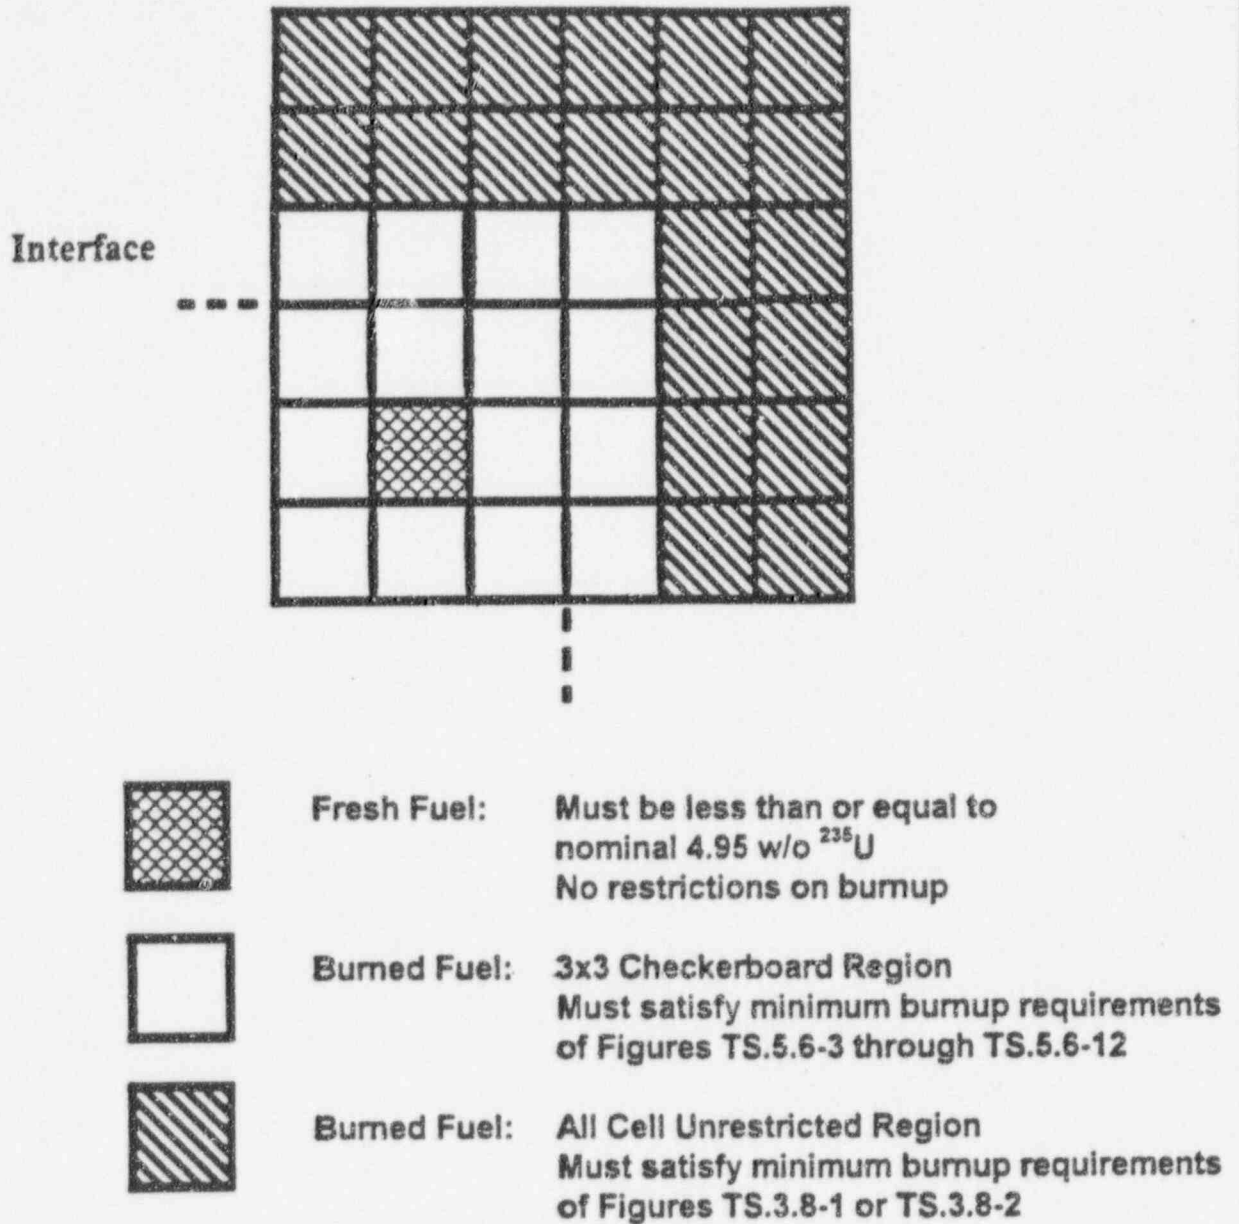 Interface
Fresh Fuel: Must be less than or equal to
nominal 4.95 w/o ²³⁵U
No restrictions on burnup
Burned Fuel: 3x3 Checkerboard Region
Must satisfy minimum burnup requirements
of Figures TS.5.6-3 through TS.5.6-12
Burned Fuel: All Cell Unrestricted Region
Must satisfy minimum burnup requirements
of Figures TS.3.8-1 or TS.3.8-2